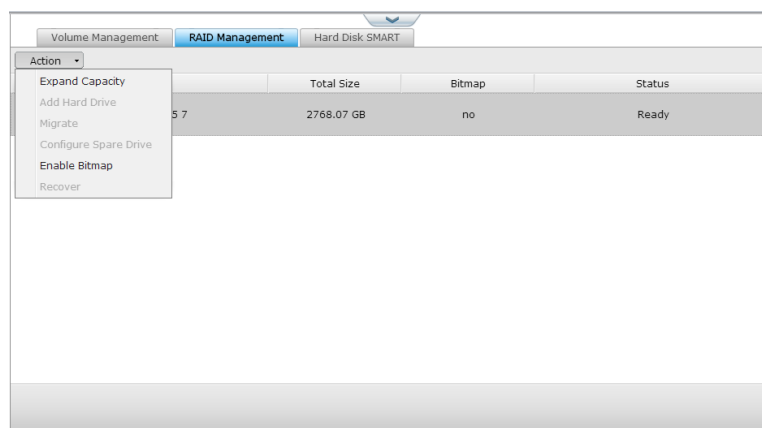 Volume Management RAID Management Hard Disk SMART
Action
Expand Capacity Total Size Bitmap Status
Add Hard Drive
5 7 2768.07 GB no Ready
Migrate
Configure Spare Drive
Enable Bitmap
Recover